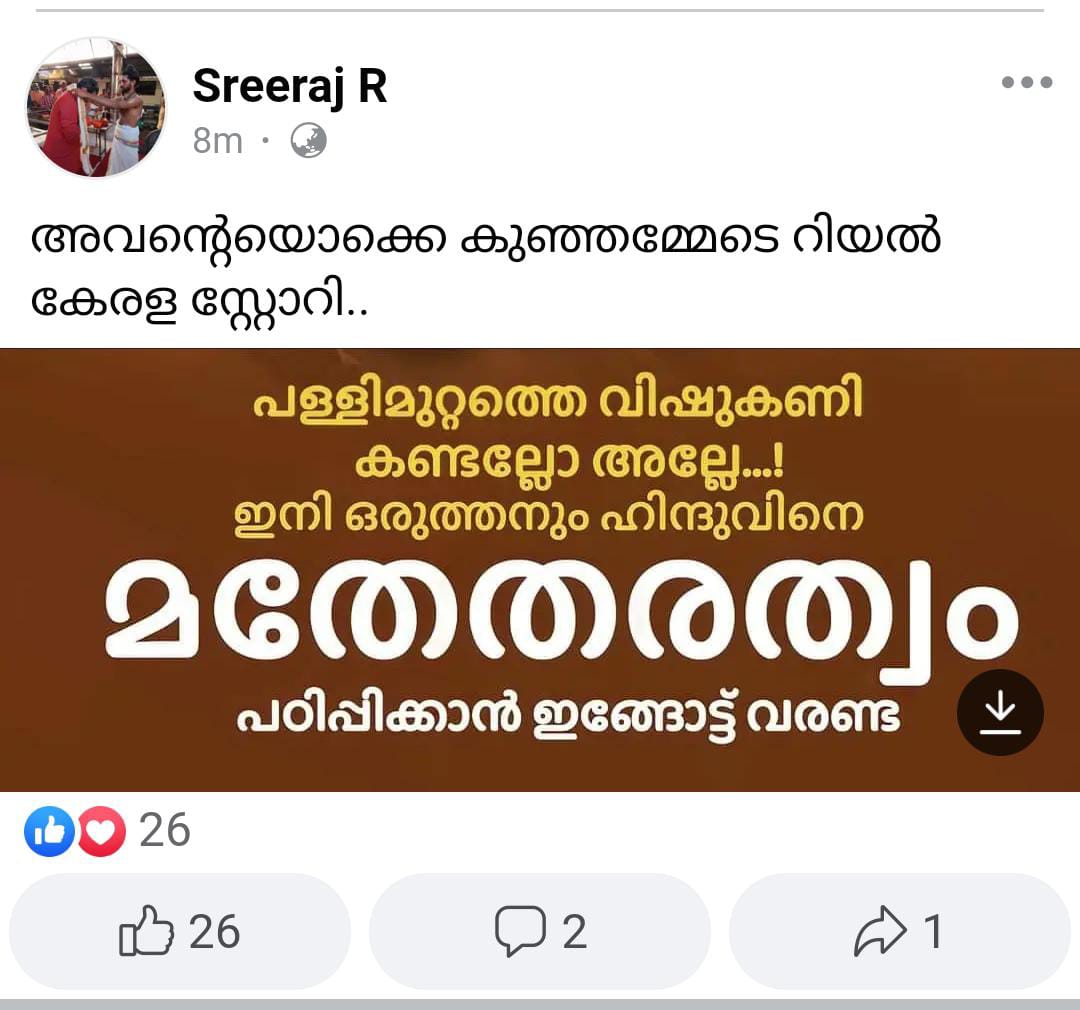 Sreeraj R
8m ·
അവന്റെയൊക്കെ കുഞ്ഞമ്മേടെ റിയൽ
കേരള സ്റ്റോറി..
പള്ളിമുറ്റത്തെ വിഷുകണി
കണ്ടല്ലോ അല്ലേ...!
ഇനി ഒരുത്തനും ഹിന്ദുവിനെ
മതേതരത്വം
പഠിപ്പിക്കാൻ ഇങ്ങോട്ട് വരണ്ട
26
26
2
1